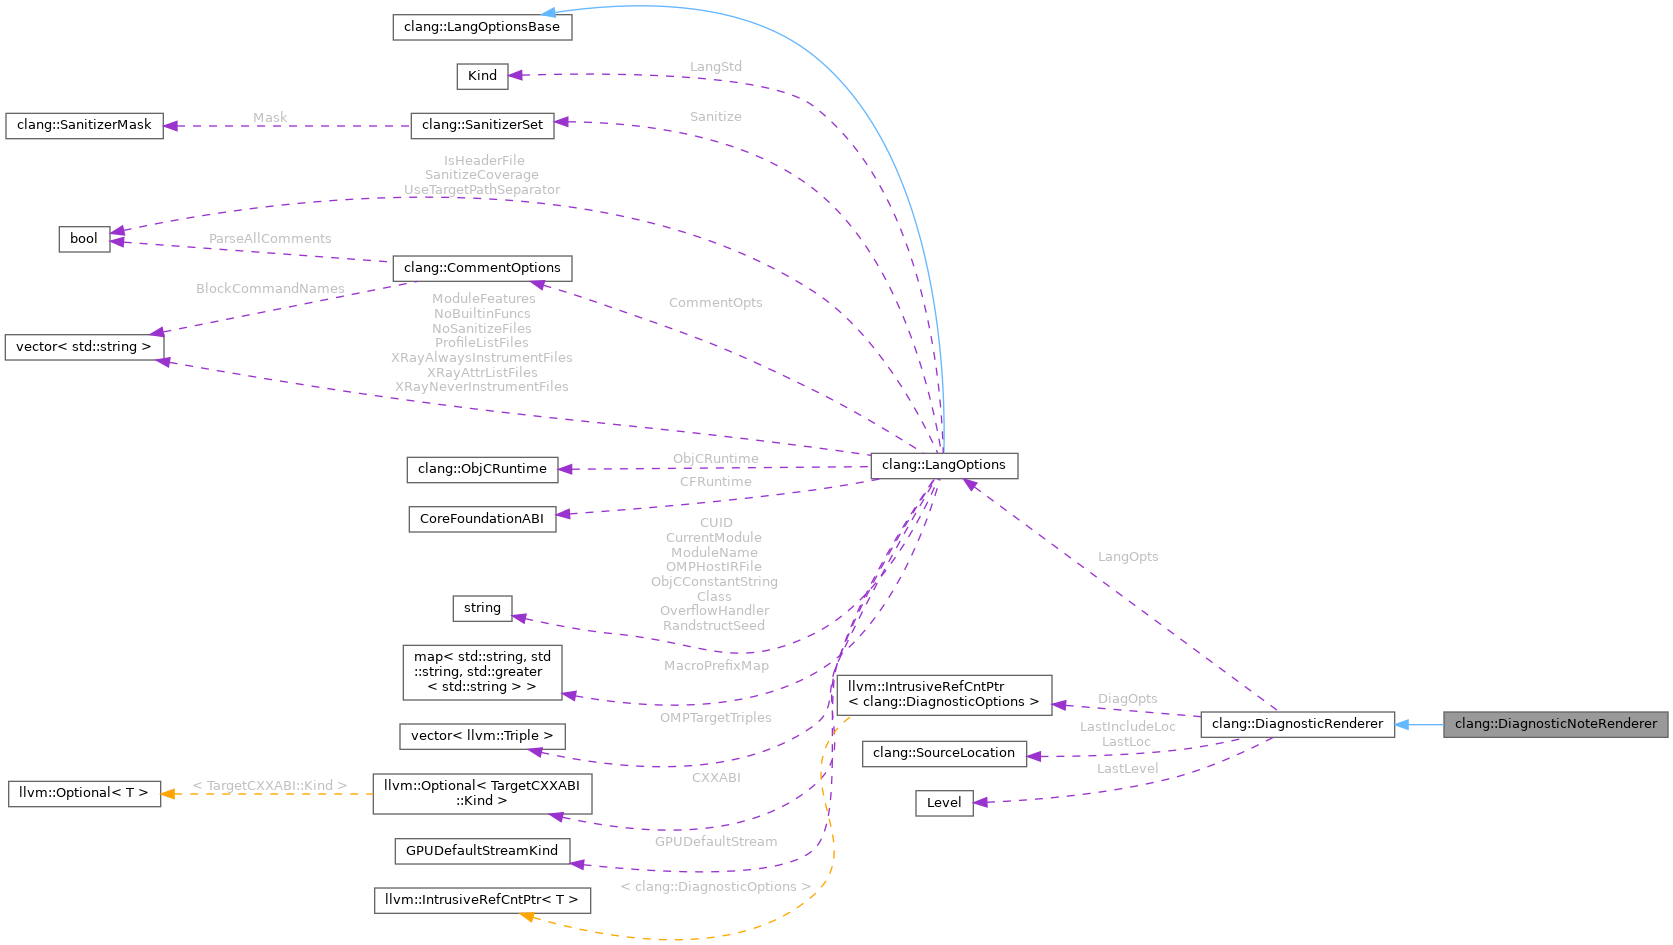 clang::LangOptionsBase
LangStd
Kind
Mask
Sanitize
clang::SanitizerMask
clang::SanitizerSet
IsHeaderFile
SanitizeCoverage
UseTargetPathSeparator
bool
ParseAllComments
clang::CommentOptions
BlockCommandNames
CommentOpts
ModuleFeatures
NoBuiltinFuncs
NoSanitizeFiles
ProfileListFiles
XRayAlwaysInstrumentFiles
XRayAttrListFiles
XRayNeverInstrumentFiles
vector< std::string >
ObjCRuntime
clang::ObjCRuntime
clang::LangOptions
CFRuntime
CoreFoundationABI
CUID
CurrentModule
ModuleName
OMPHostIRFile
ObjCConstantString
Class
OverflowHandler
RandstructSeed
LangOpts
string
map< std::string, std
::string, std::greater
< std::string > >
MacroPrefixMap
llvm::IntrusiveRefCntPtr
< clang::DiagnosticOptions >
DiagOpts
OMPTargetTriples
LastIncludeLoc
LastLoc
clang::DiagnosticRenderer
clang::DiagnosticNoteRenderer
vector< llvm::Triple >
clang::SourceLocation
LastLevel
CXXABI
< TargetCXXABI::Kind >
llvm::Optional< T >
llvm::Optional< TargetCXXABI
::Kind >
Level
GPUDefaultStream
GPUDefaultStreamKind
< clang::DiagnosticOptions >
llvm::IntrusiveRefCntPtr< T >